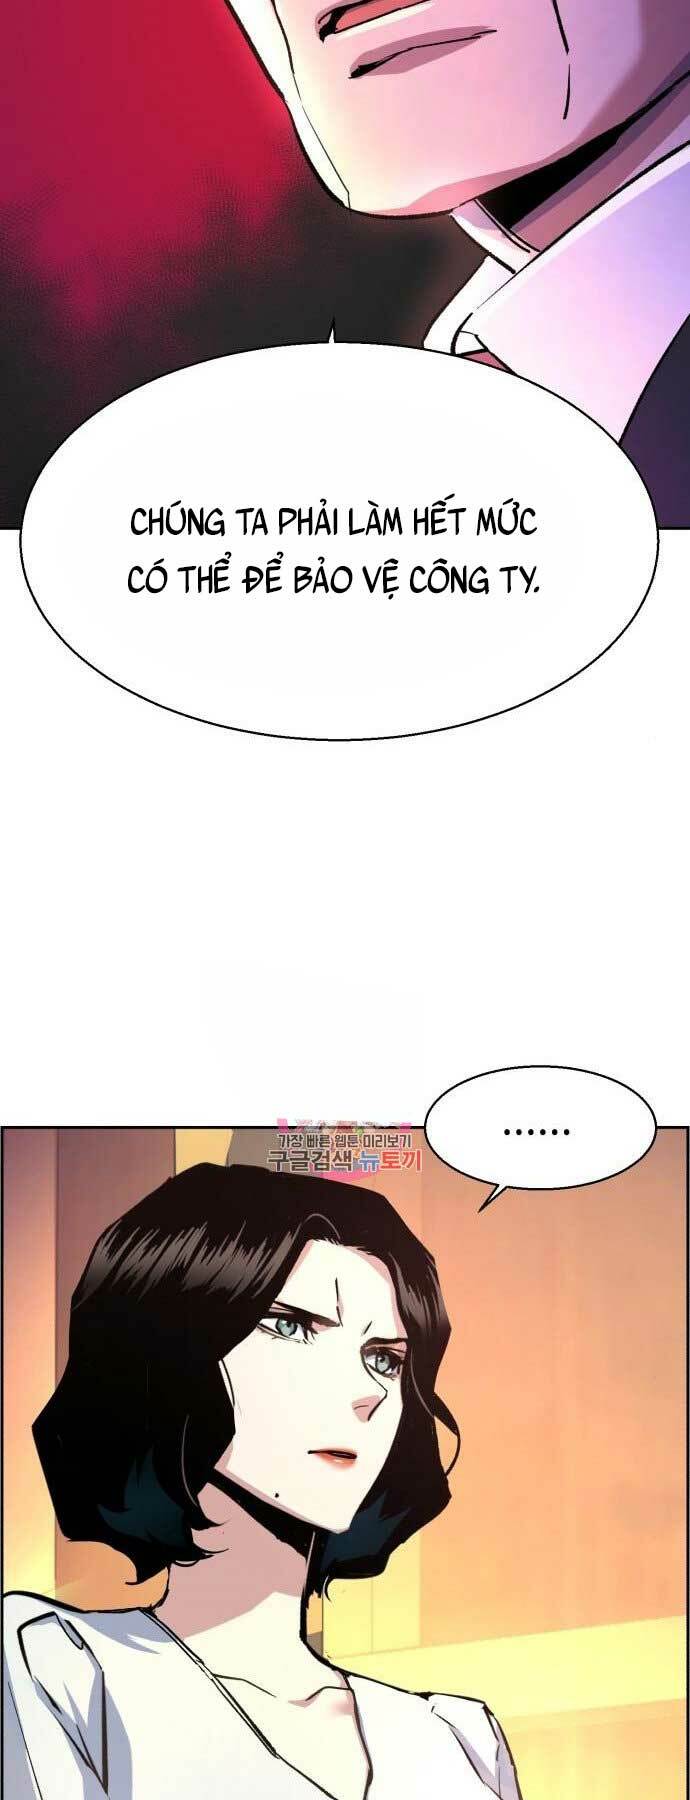 CHÚNG TA PHẢI LÀM HẾT MỨC
CÓ THỂ ĐỂ BẢO VỆ CÔNG TY.
......
가장 빠른 웹툰 미리보기
구글검색 뉴토끼